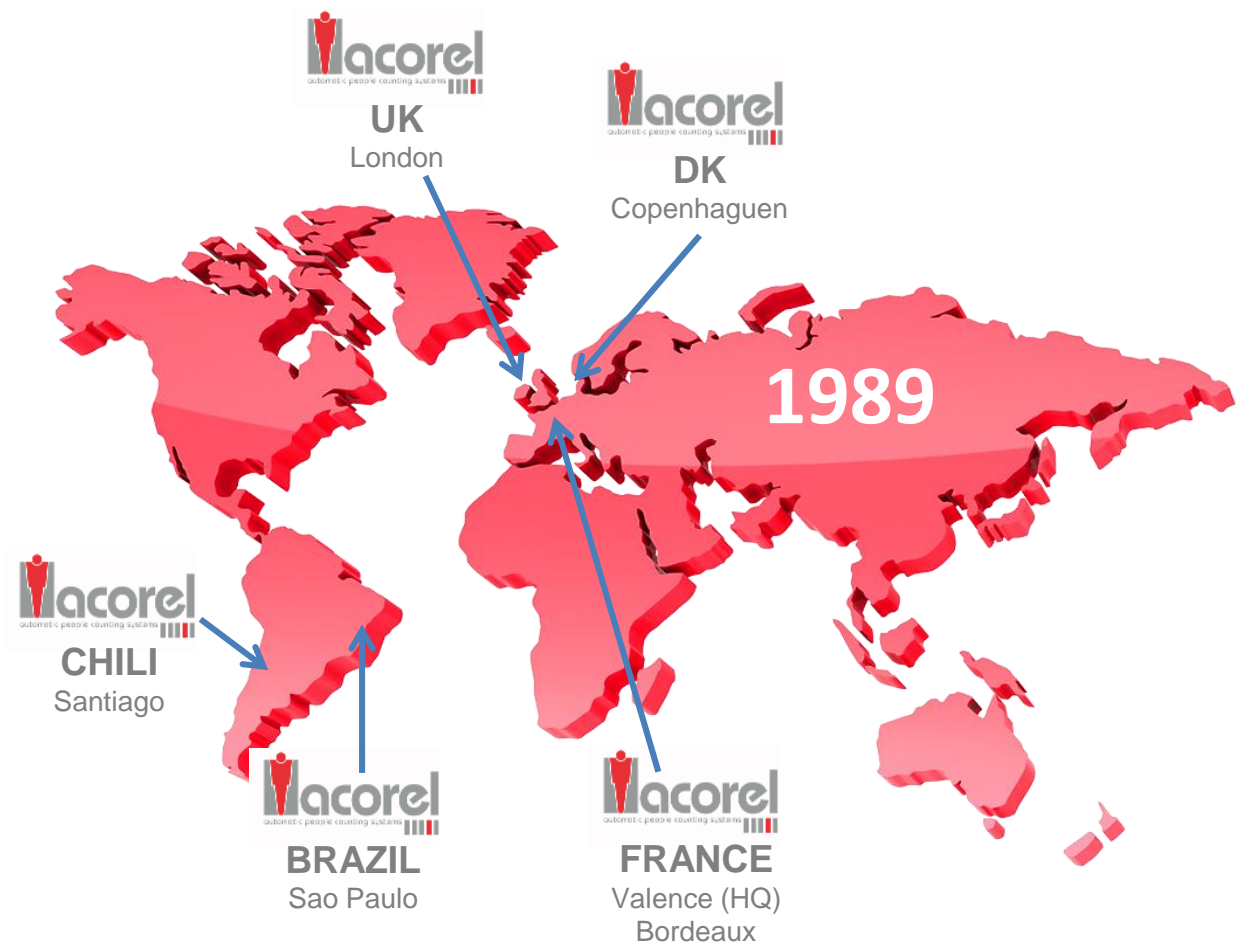 acorel
automatic people counting systems
UK
London
acorel
automatic people counting systems
DK
Copenhaguen
1989
acorel
automatic people counting systems
CHILI
Santiago
acorel
automatic people counting systems
BRAZIL
Sao Paulo
acorel
automatic people counting systems
FRANCE
Valence (HQ)
Bordeaux